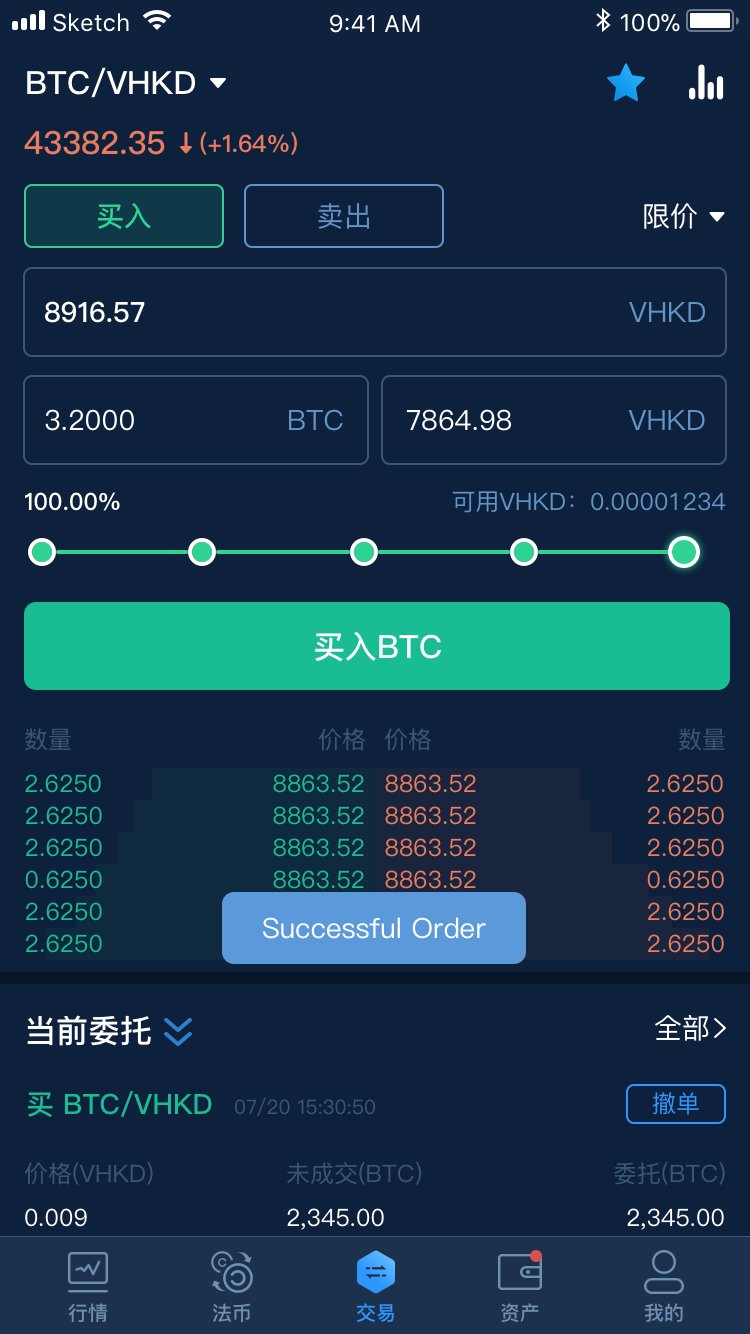 Sketch 9:41 AM 100%
BTC/VHKD
43382.35 ↓(+1.64%)
买入 卖出 限价
8916.57 VHKD
3.2000 BTC 7864.98 VHKD
100.00% 可用VHKD: 0.00001234
买入BTC
数量 价格 价格 数量
2.6250 8863.52 8863.52 2.6250
2.6250 8863.52 8863.52 2.6250
2.6250 8863.52 8863.52 2.6250
0.6250 8863.52 8863.52 0.6250
2.6250 2.6250
Successful Order
2.6250 2.6250
当前委托 全部>
买 BTC/VHKD 07/20 15:30:50 撤单
价格(VHKD) 未成交(BTC) 委托(BTC)
0.009 2,345.00 2,345.00
行情 法币 交易 资产 我的